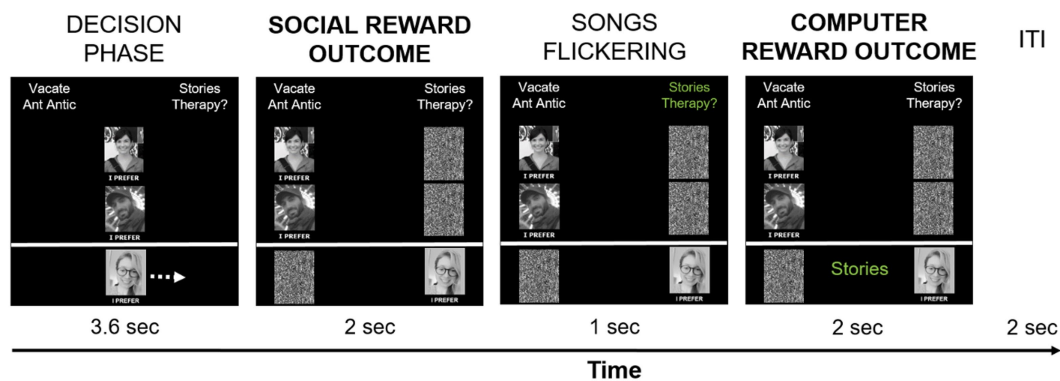 DECISION
PHASE
SOCIAL REWARD
OUTCOME
SONGS
FLICKERING
COMPUTER
REWARD OUTCOME
ITI
Vacate
Ant Antic
Stories
Therapy?
I PREFER
I PREFER
I PREFER
Vacate
Ant Antic
Stories
Therapy?
I PREFER
I PREFER
I PREFER
Vacate
Ant Antic
Stories
Therapy?
I PREFER
I PREFER
I PREFER
Vacate
Ant Antic
Stories
Therapy?
I PREFER
I PREFER
Stories
I PREFER
3.6 sec
2 sec
1 sec
2 sec
2 sec
Time